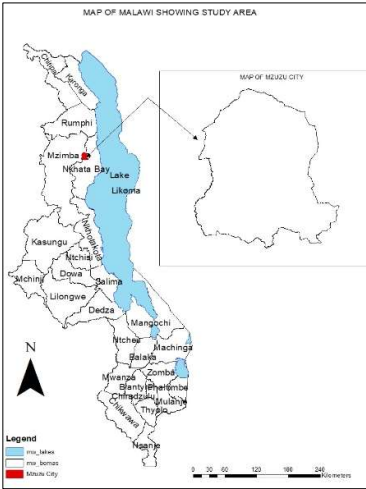 MAP OF MALAWI SHOWING STUDY AREA
MAP OF MZUZU CITY
Chitipa
Karonga
Rumphi
Mzimba
Nkhata Bay
Lake
Likoma
Nkhotakota
Kasungu
Ntchisi
Mchinji
Dowa
Salima
Lilongwe
Dedza
Mangochi
Ntcheu
Machinga
Balaka
Zomba
Mwanza
Blantyre
Phalombe
Chiradzulu
Mulanje
Thyolo
Chikwawa
Nsanje
N
Legend
mw_lakes
mw_bomas
Mzuzu City
0 30 60 120 180 240
Kilometers